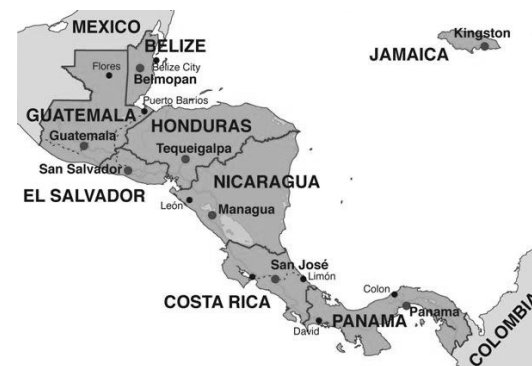 MEXICO
Kingston
BELIZE
JAMAICA
Flores
Belize City
Belmopan
Puerto Barrios
GUATEMALA
HONDURAS
Guatemala
Tequeigalpa
San Salvador
NICARAGUA
EL SALVADOR
León
Managua
San José
Limón
Colon
COSTA RICA
Panama
PANAMA
David
COLOMBIA